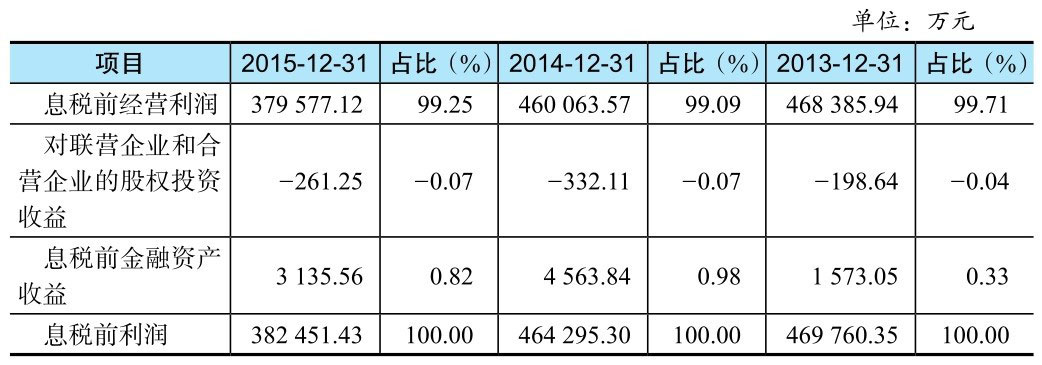 单位：万元
项目 2015-12-31 占比（%） 2014-12-31 占比（%） 2013-12-31 占比（%）
息税前经营利润 379 577.12 99.25 460 063.57 99.09 468 385.94 99.71
对联营企业和合
营企业的股权投资 −261.25 −0.07 −332.11 −0.07 −198.64 −0.04
收益
息税前金融资产
收益 3 135.56 0.82 4 563.84 0.98 1 573.05 0.33
息税前利润 382 451.43 100.00 464 295.30 100.00 469 760.35 100.00